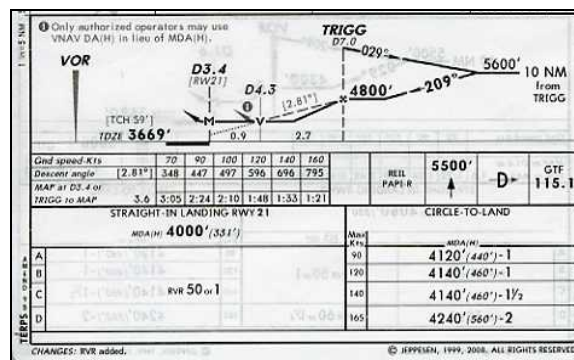 1 Only authorized operators may use
VNAV DA(H) in lieu of MDA(H).
TRIGG
D7.0
VOR
D3.4
[RW21]
D4.3
029°
5600'
10 NM
from
TRIGG
209°
4800'
[2.81°]
[TCH 59']
TDZE 3669'
M
V
0.9
2.7
Gnd speed-Kts 70 90 100 120 140 160
Descent angle [2.81°] 348 447 497 596 696 795
MAP at D3.4 or
TRIGG to MAP 3.6 3:05 2:24 2:10 1:48 1:33 1:21
REIL
PAPI-R
5500'
D
GTF
115.1
STRAIGHT-IN LANDING RWY 21
MDA(H) 4000'(331')
A
B
C
D
RVR 50 or 1
CIRCLE-TO-LAND
Max
Kts MDA(H)
90 4120'(440')-1
120 4140'(460')-1
140 4140'(460')-1½
165 4240'(560')-2
TERPS
CHANGES: RVR added.
© JEPPESEN, 1999, 2008. ALL RIGHTS RESERVED